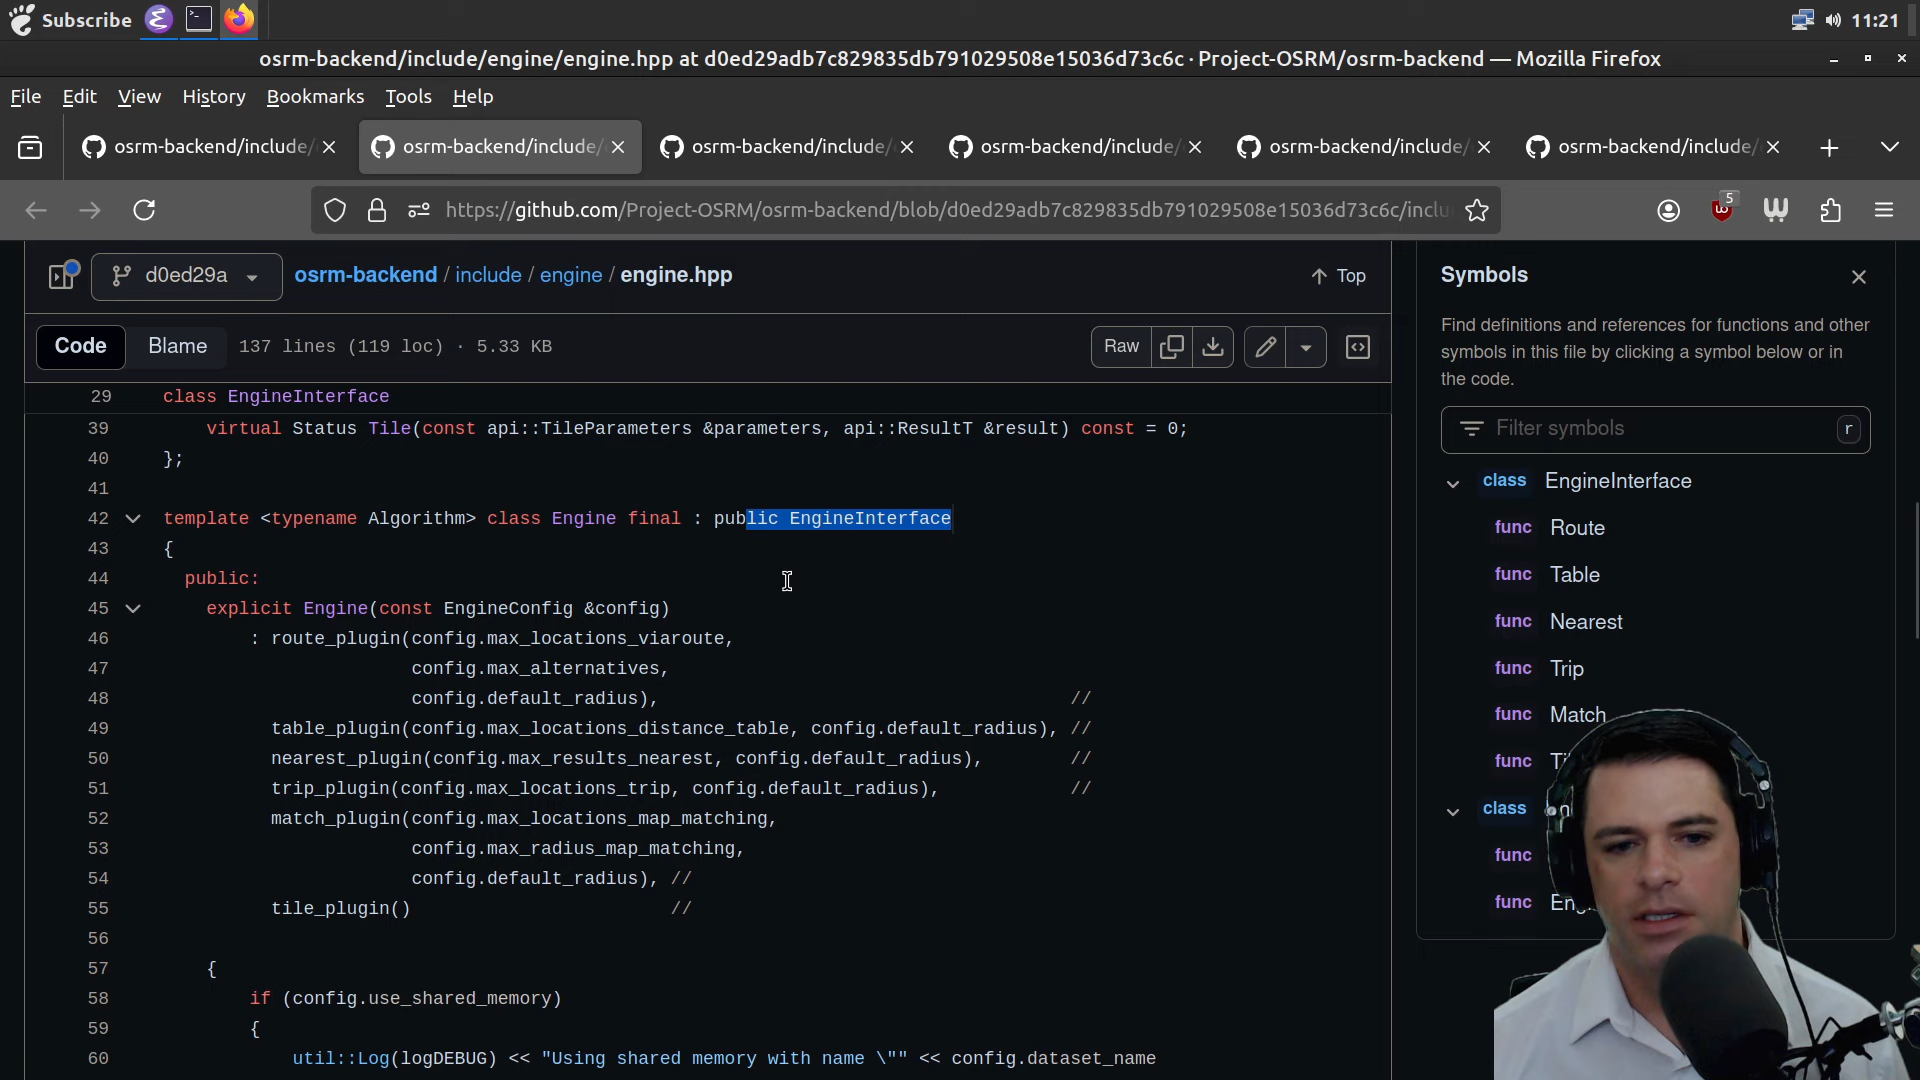 Subscribe
11:21
osrm-backend/include/engine/engine.hpp at d0ed29adb7c829835db791029508e15036d73c6c · Project-OSRM/osrm-backend — Mozilla Firefox
File Edit View History Bookmarks Tools Help
osrm-backend/include/ osrm-backend/include/ osrm-backend/include/ osrm-backend/include/ osrm-backend/include/ osrm-backend/include/
https://github.com/Project-OSRM/osrm-backend/blob/d0ed29adb7c829835db791029508e15036d73c6c/inclu
5
d0ed29a
osrm-backend / include / engine / engine.hpp
Top
Code Blame 137 lines (119 loc) · 5.33 KB
Raw
29 class EngineInterface
39 virtual Status Tile(const api::TileParameters &parameters, api::ResultT &result) const = 0;
40 };
41
42 template <typename Algorithm> class Engine final : public EngineInterface
43 {
44 public:
45 explicit Engine(const EngineConfig &config)
46 : route_plugin(config.max_locations_viaroute,
47 config.max_alternatives,
48 config.default_radius), //
49 table_plugin(config.max_locations_distance_table, config.default_radius), //
50 nearest_plugin(config.max_results_nearest, config.default_radius), //
51 trip_plugin(config.max_locations_trip, config.default_radius), //
52 match_plugin(config.max_locations_map_matching,
53 config.max_radius_map_matching,
54 config.default_radius), //
55 tile_plugin() //
56
57 {
58 if (config.use_shared_memory)
59 {
60 util::Log(logDEBUG) << "Using shared memory with name \"" << config.dataset_name
Symbols
Find definitions and references for functions and other
symbols in this file by clicking a symbol below or in
the code.
Filter symbols
r
class EngineInterface
func Route
func Table
func Nearest
func Trip
func Match
func
class
func
func